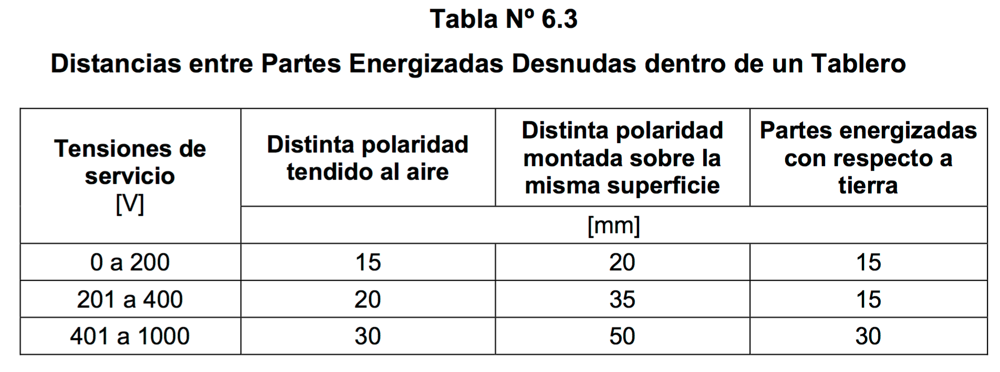 Tabla Nº 6.3
Distancias entre Partes Energizadas Desnudas dentro de un Tablero
Tensiones de
servicio
[V]
Distinta polaridad
tendido al aire
Distinta polaridad
montada sobre la
misma superficie
Partes energizadas
con respecto a
tierra
[mm]
0 a 200 15 20 15
201 a 400 20 35 15
401 a 1000 30 50 30